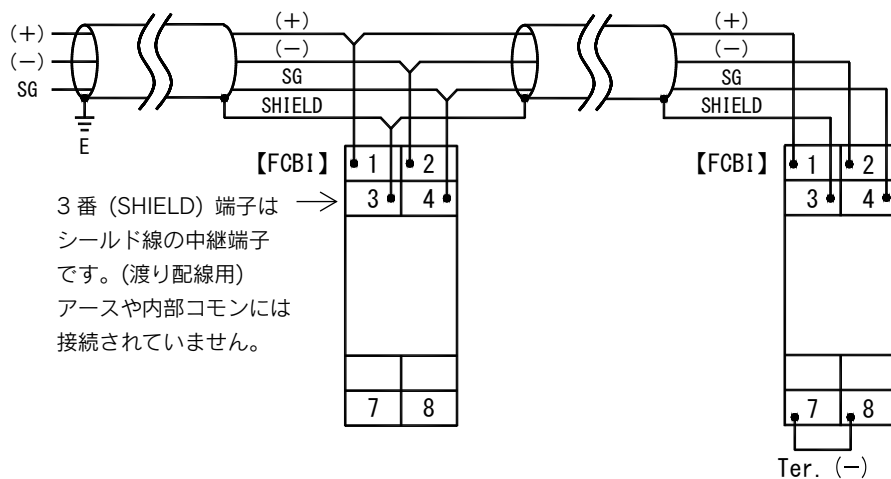 (+) (+) (+)
(−) (−) (−)
SG SG SG
SHIELD SHIELD
E
【FCBI】 1 2 【FCBI】 1 2
3 4 3 4
3番 (SHIELD) 端子は
シールド線の中継端子
です。(渡り配線用)
アースや内部コモンには
接続されていません。
7 8 7 8
Ter. (−)